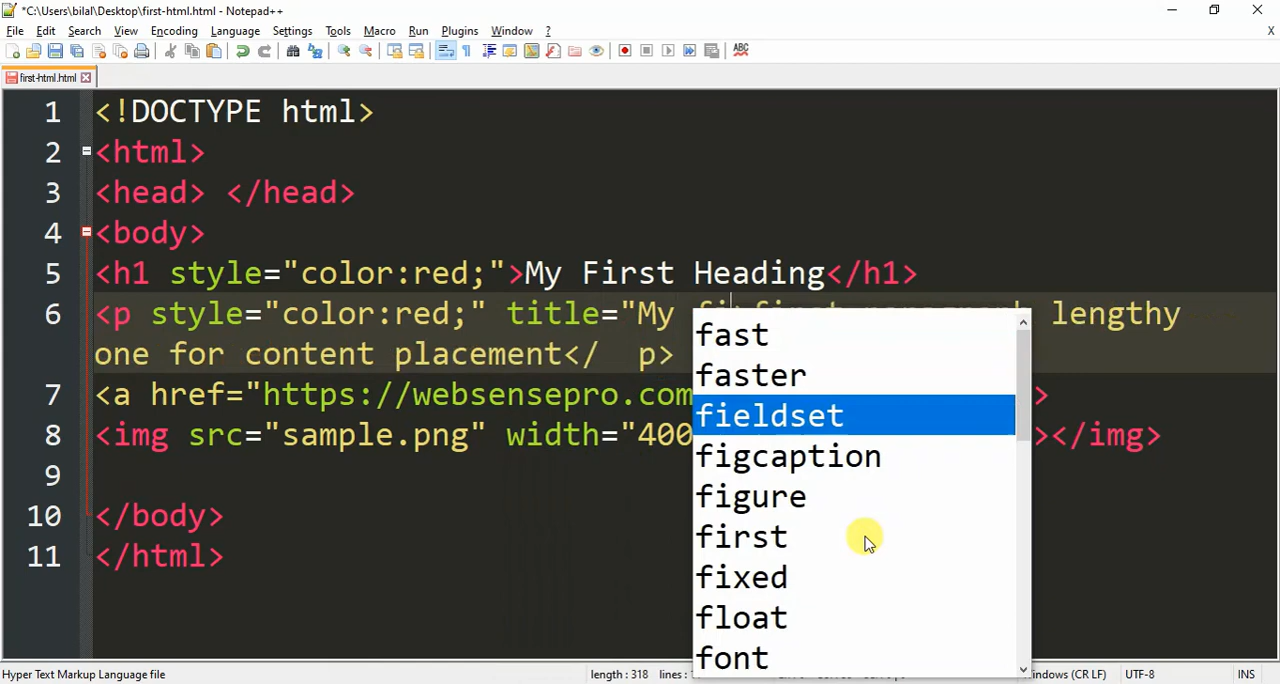 *C:\Users\bilal\Desktop\first-html.html - Notepad++
File Edit Search View Encoding Language Settings Tools Macro Run Plugins Window ? X
ABC
first-html.html
1 <!DOCTYPE html>
2 <html>
3 <head> </head>
4 <body>
5 <h1 style="color:red;">My First Heading</h1>
6 <p style="color:red;" title="My lengthy
one for content placement</  p>
7 <a href="https://websensepro.com >
8 <img src="sample.png" width="400 ></img>
9
10 </body>
11 </html>
fast
faster
fieldset
figcaption
figure
first
fixed
float
font
Hyper Text Markup Language file length : 318 lines : (CR LF) UTF-8 INS